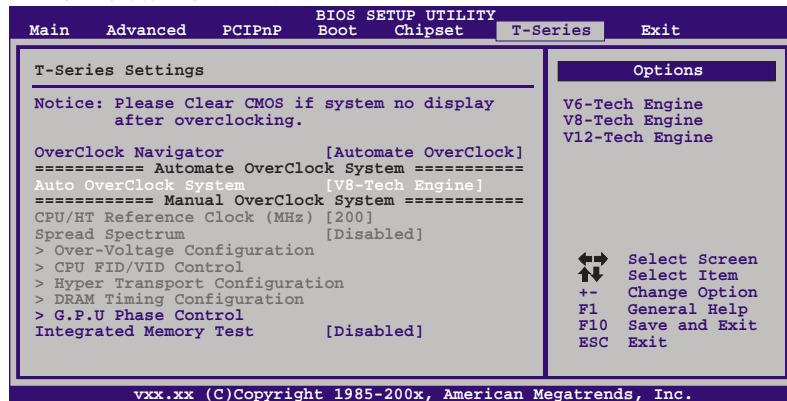 BIOS SETUP UTILITY
Main Advanced PCIPnP Boot Chipset T-Series Exit
T-Series Settings
Notice: Please Clear CMOS if system no display
after overclocking.
OverClock Navigator [Automate OverClock]
=========== Automate OverClock System ===========
Auto OverClock System [V8-Tech Engine]
============ Manual OverClock System ============
CPU/HT Reference Clock (MHz) [200]
Spread Spectrum [Disabled]
> Over-Voltage Configuration
> CPU FID/VID Control
> Hyper Transport Configuration
> DRAM Timing Configuration
> G.P.U Phase Control
Integrated Memory Test [Disabled]
Options
V6-Tech Engine
V8-Tech Engine
V12-Tech Engine
Select Screen
Select Item
+- Change Option
F1 General Help
F10 Save and Exit
ESC Exit
vxx.xx (C)Copyright 1985-200x, American Megatrends, Inc.